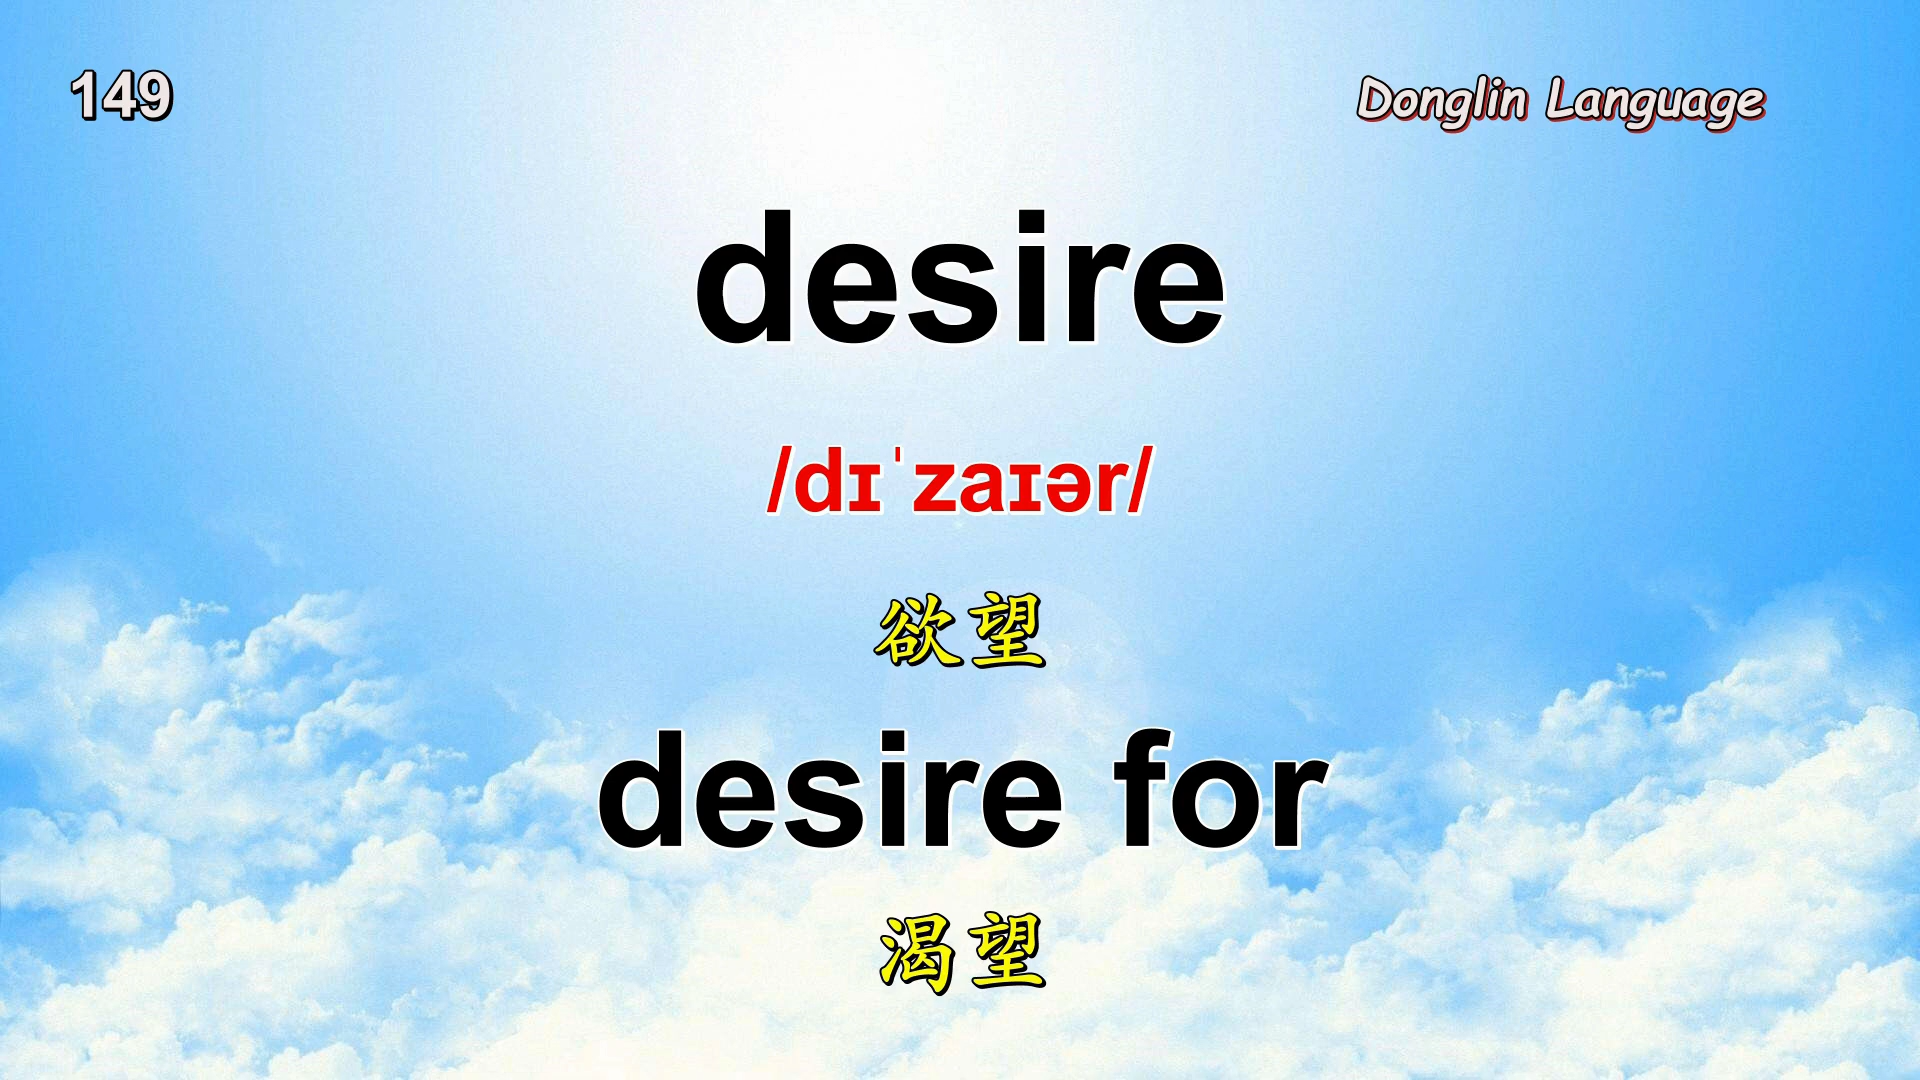 149
Donglin Language
desire
/dɪˈzaɪər/
欲望
desire for
渴望